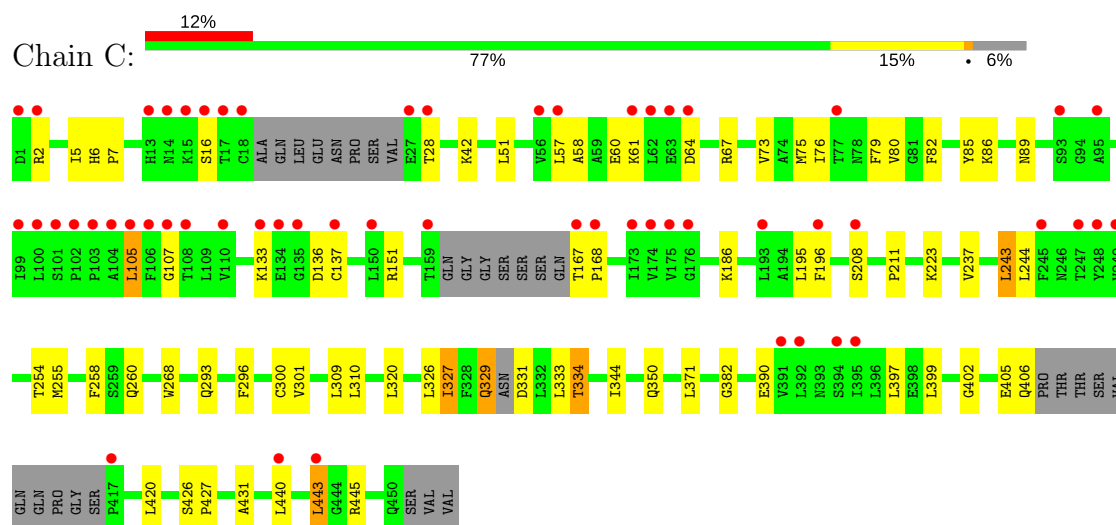 12%
Chain C:
77% 15% • 6%
D1 R2 I5 H6 P7 H13 N14 K15 S16 T17 C18 ALA GLN LEU GLU ASN PRO SER VAL E27 T28 K42 L51 V56 L57 A58 A59 E60 K61 L62 E63 D64 R67 V73 A74 M75 I76 T77 N78 F79 V80 G81 F82 Y85 K86 N89 S93 G94 A95
I99 L100 S101 P102 P103 A104 L105 F106 G107 T108 L109 V110 K133 E134 G135 D136 C137 L150 R151 T159 GLN GLY GLY SER SER SER GLN T167 P168 I173 V174 V175 G176 K186 L193 A194 L195 F196 S208 P211 K223 V237 L243 L244 F245 N246 T247 Y248
T254 M255 F258 S259 Q260 W268 Q293 F296 C300 V301 L309 L310 L320 L326 I327 F328 Q329 ASN D331 L332 L333 T334 I344 Q350 L371 G382 E390 V391 L392 N393 S394 I395 L396 L397 E398 L399 G402 E405 Q406 PRO THR THR SER
GLN GLN PRO GLY SER P417 L420 S426 P427 A431 L440 L443 G444 R445 Q450 SER VAL VAL